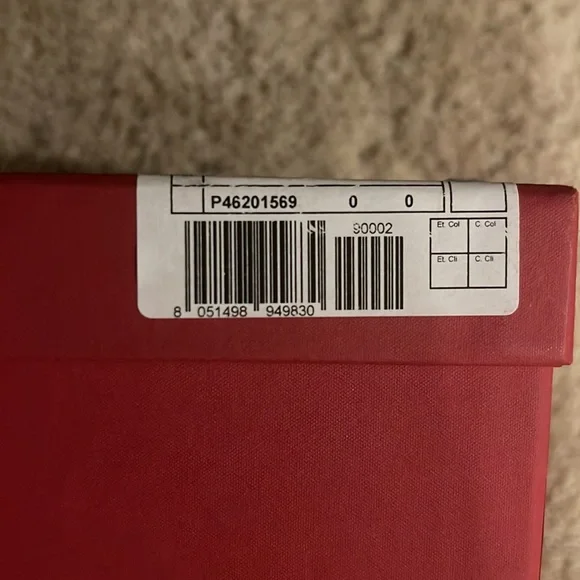 P46201569 0 0
90002
Et. Col C. Col
Et. Cli C. Cli
8 051498 949830